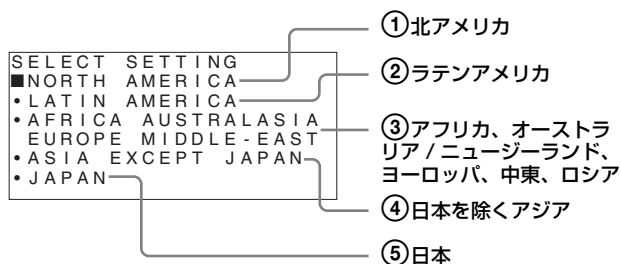 SELECT SETTING
■NORTH AMERICA
•LATIN AMERICA
•AFRICA AUSTRALASIA
EUROPE MIDDLE-EAST
•ASIA EXCEPT JAPAN
•JAPAN
①北アメリカ
②ラテンアメリカ
③アフリカ、オーストラ
リア / ニュージーランド、
ヨーロッパ、中東、ロシア
④日本を除くアジア
⑤日本